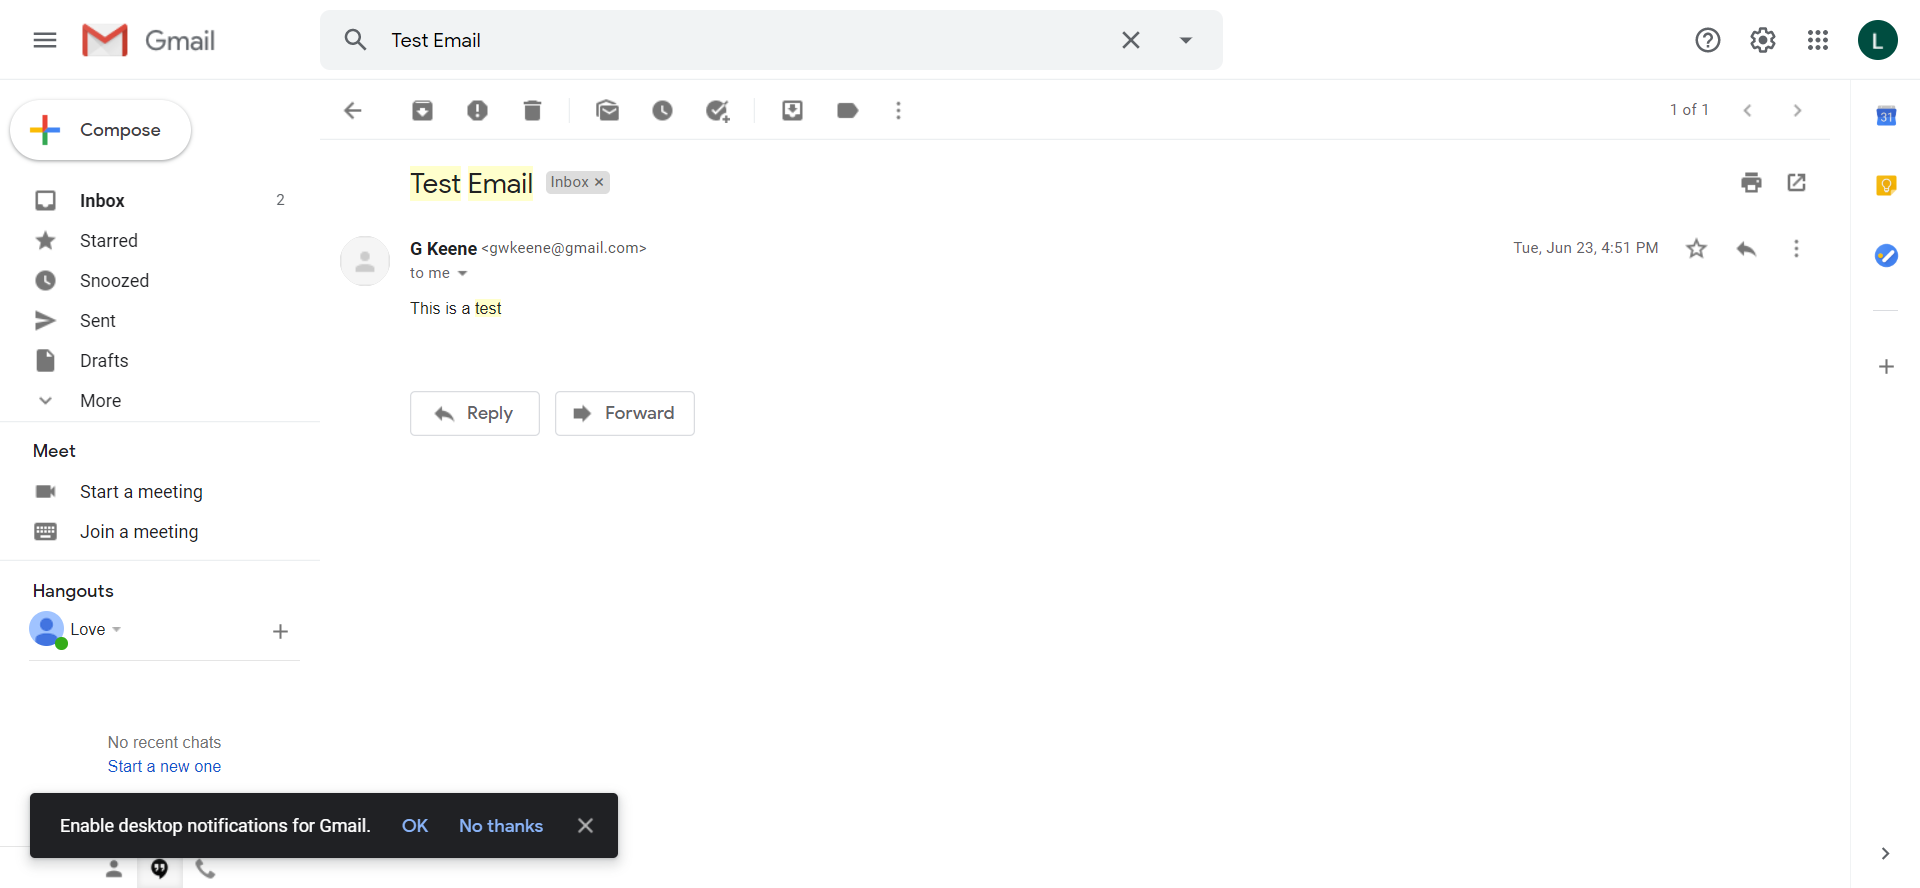 Gmail
Test Email
L
Compose
1 of 1
31
Test Email Inbox
Inbox 2
Starred
G Keene <gwkeene@gmail.com>
Tue, Jun 23, 4:51 PM
to me
Snoozed
This is a test
Sent
Drafts
More
Reply
Forward
Meet
Start a meeting
Join a meeting
Hangouts
Love
No recent chats
Start a new one
Enable desktop notifications for Gmail. OK No thanks